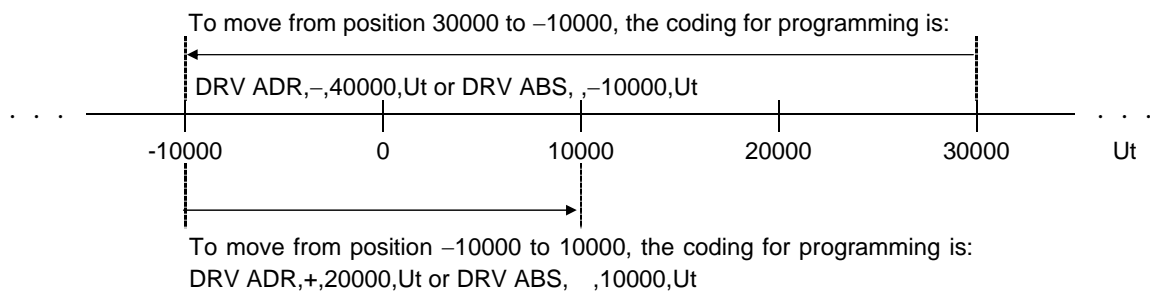 To move from position 30000 to −10000, the coding for programming is:
DRV ADR,−,40000,Ut or DRV ABS, ,−10000,Ut
. . . . . .
-10000 0 10000 20000 30000 Ut
To move from position −10000 to 10000, the coding for programming is:
DRV ADR,+,20000,Ut or DRV ABS, ,10000,Ut